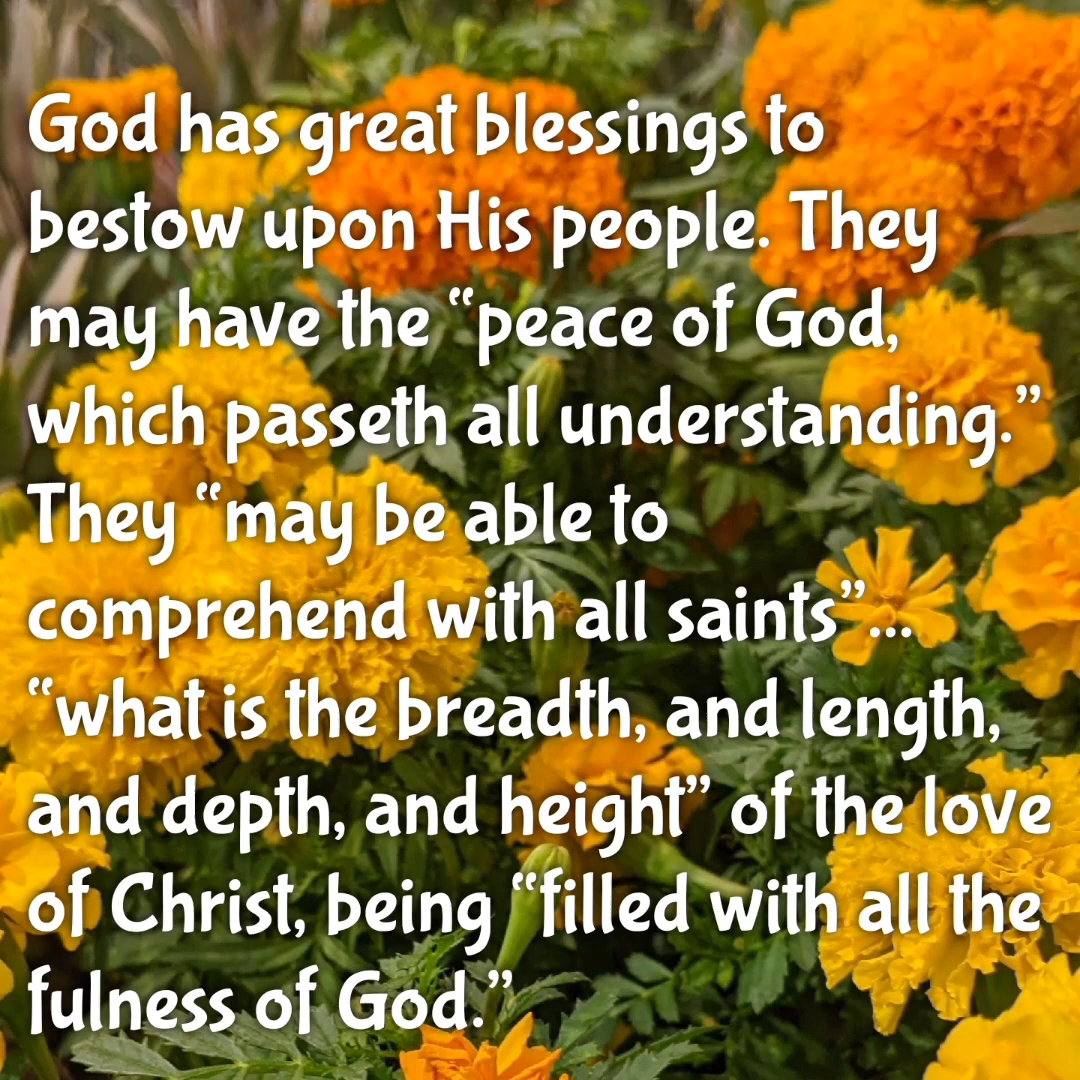 God has great blessings to
bestow upon His people. They
may have the “peace of God,
which passeth all understanding.”
They “may be able to
comprehend with all saints”...
“what is the breadth, and length,
and depth, and height” of the love
of Christ, being “filled with all the
fulness of God.”